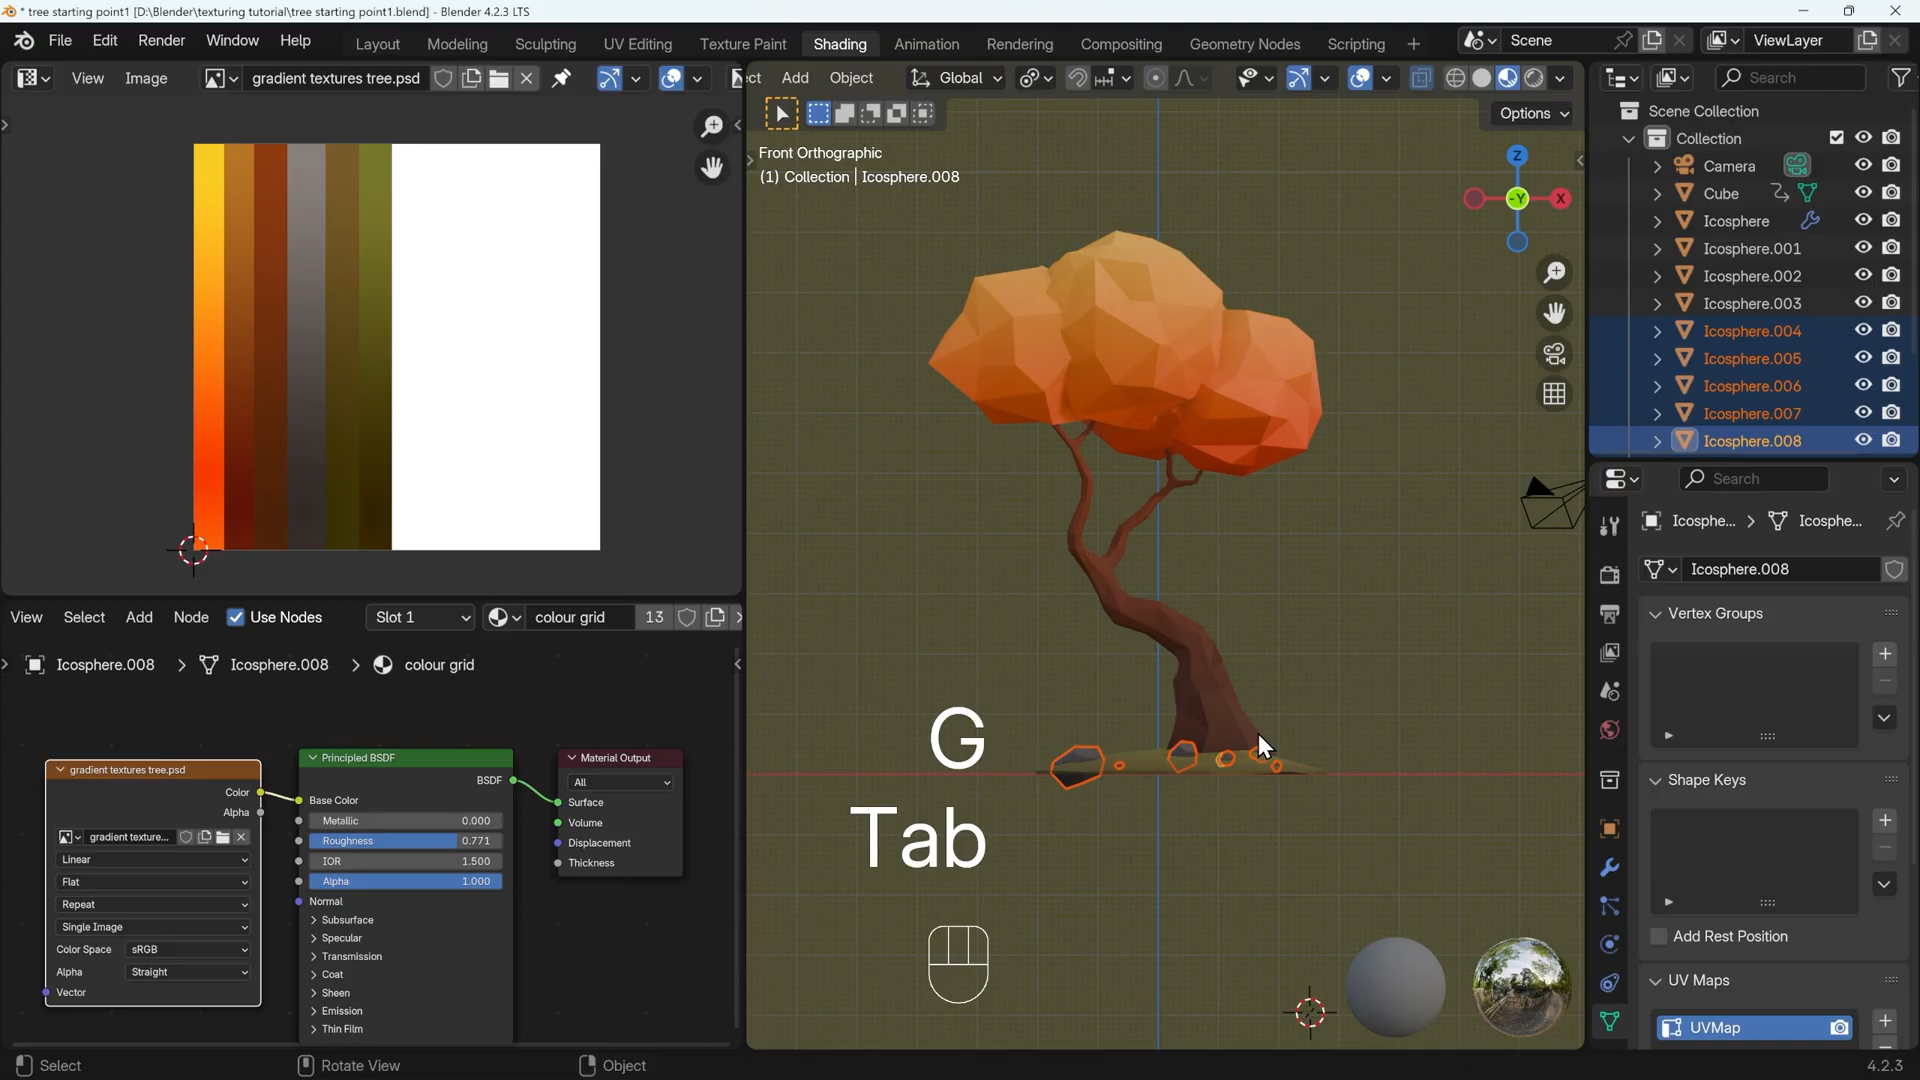 * tree starting point1 [D:\Blender\texturing tutorial\tree starting point1.blend] - Blender 4.2.3 LTS
File Edit Render Window Help Layout Modeling Sculpting UV Editing Texture Paint Shading Animation Rendering Compositing Geometry Nodes Scripting + Scene ViewLayer
View Image gradient textures tree.psd
ect Add Object Global
Search
Options
Front Orthographic
(1) Collection | Icosphere.008
Z
-Y
X
Scene Collection
Collection
Camera
Cube
Icosphere
Icosphere.001
Icosphere.002
Icosphere.003
Icosphere.004
Icosphere.005
Icosphere.006
Icosphere.007
Icosphere.008
Search
Icosphe... > Icosphe...
Icosphere.008
Vertex Groups
Shape Keys
Add Rest Position
UV Maps
UVMap
View Select Add Node Use Nodes Slot 1 colour grid 13
Icosphere.008 > Icosphere.008 > colour grid
gradient textures tree.psd
Color
Alpha
gradient texture...
Linear
Flat
Repeat
Single Image
Color Space sRGB
Alpha Straight
Vector
Principled BSDF
BSDF
Base Color
Metallic 0.000
Roughness 0.771
IOR 1.500
Alpha 1.000
Normal
Subsurface
Specular
Transmission
Coat
Sheen
Emission
Thin Film
Material Output
All
Surface
Volume
Displacement
Thickness
G
Tab
Select Rotate View Object 4.2.3